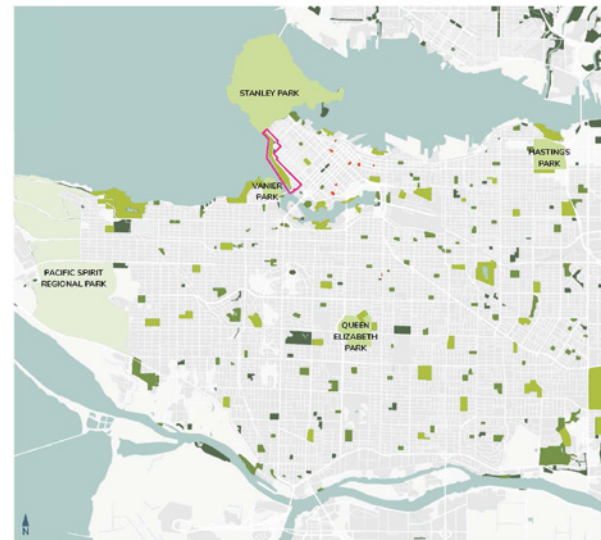 STANLEY PARK
HASTINGS
PARK
VANIER
PARK
PACIFIC SPIRIT
REGIONAL PARK
QUEEN
ELIZABETH
PARK
N